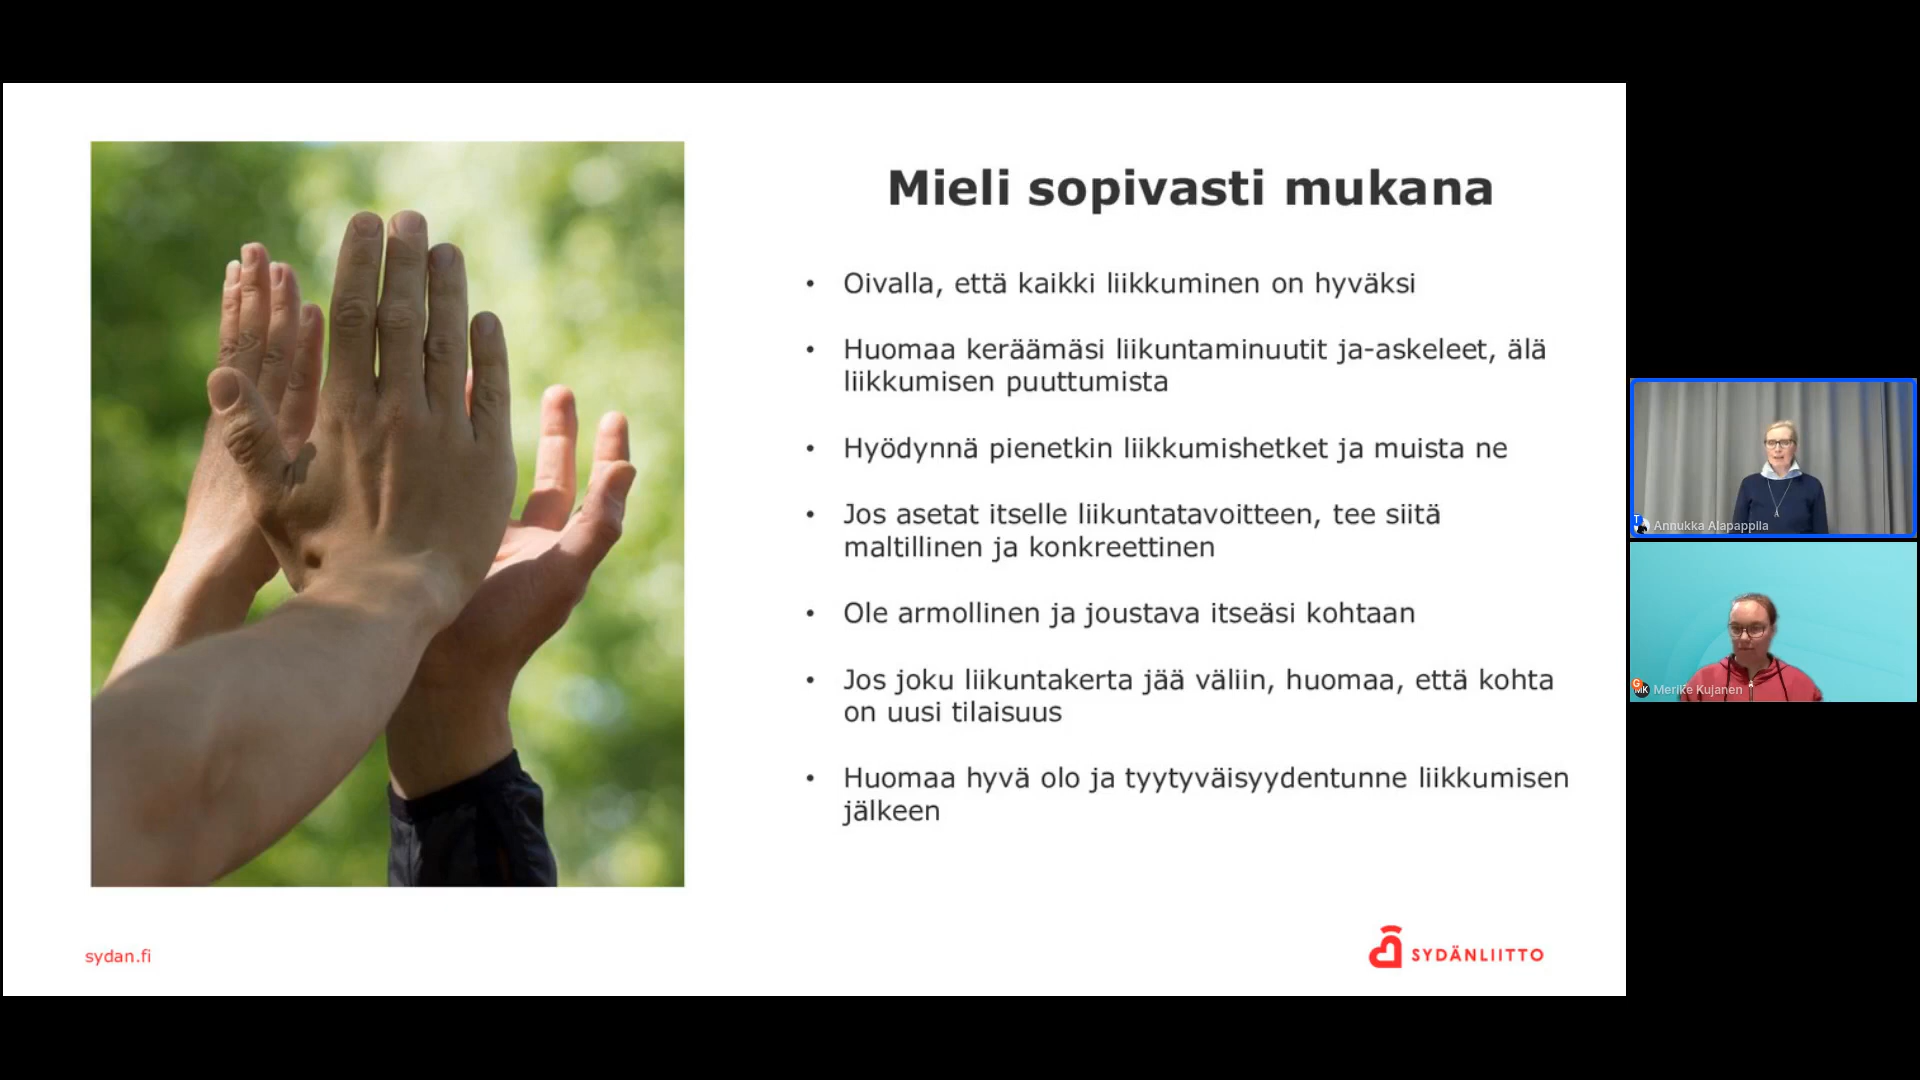 Mieli sopivasti mukana
• Oivalla, että kaikki liikkuminen on hyväksi
• Huomaa keräämäsi liikuntaminuutit ja-askeleet, älä
liikkumisen puuttumista
• Hyödynnä pienetkin liikkumishetket ja muista ne
• Jos asetat itselle liikuntatavoitteen, tee siitä
maltillinen ja konkreettinen
• Ole armollinen ja joustava itseäsi kohtaan
• Jos joku liikuntakerta jää väliin, huomaa, että kohta
on uusi tilaisuus
• Huomaa hyvä olo ja tyytyväisyydentunne liikkumisen
jälkeen
sydan.fi
SYDÄNLIITTO
T
Annukka Alapappila
G
MK
Merike Kujanen